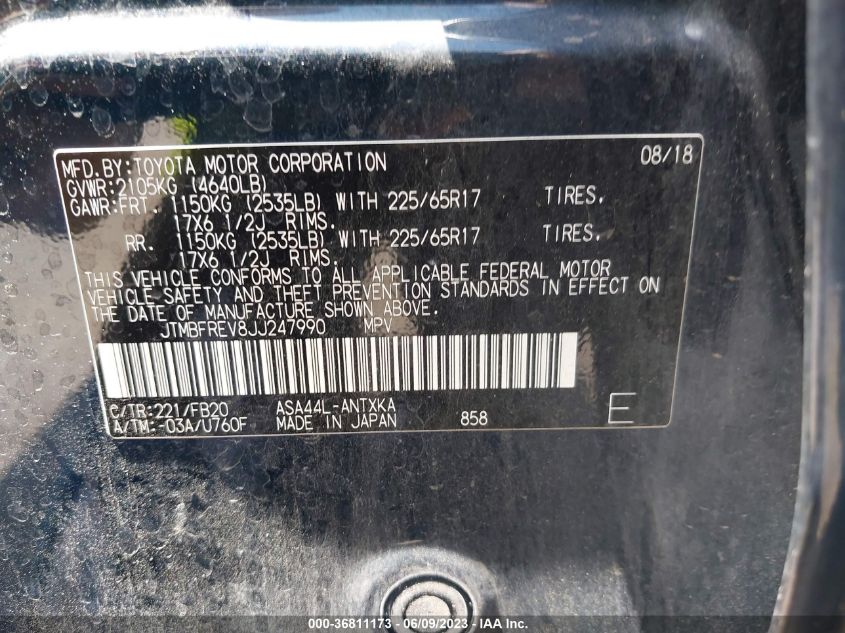 MFD.BY:TOYOTA MOTOR CORPORATION 08/18
GVWR:2105KG (4640LB)
GAWR:FRT. 1150KG (2535LB) WITH 225/65R17 TIRES,
17X6 1/2J RIMS.
RR. 1150KG (2535LB) WITH 225/65R17 TIRES,
17X6 1/2J RIMS.
THIS VEHICLE CONFORMS TO ALL APPLICABLE FEDERAL MOTOR
VEHICLE SAFETY AND THEFT PREVENTION STANDARDS IN EFFECT ON
THE DATE OF MANUFACTURE SHOWN ABOVE.
JTMBFREV8JJ247990 MPV
C/TR:221/FB20 ASA44L-ANTXKA
A/TM:-03A/U760F MADE IN JAPAN 858 E
000-36811173 - 06/09/2023 - IAA Inc.